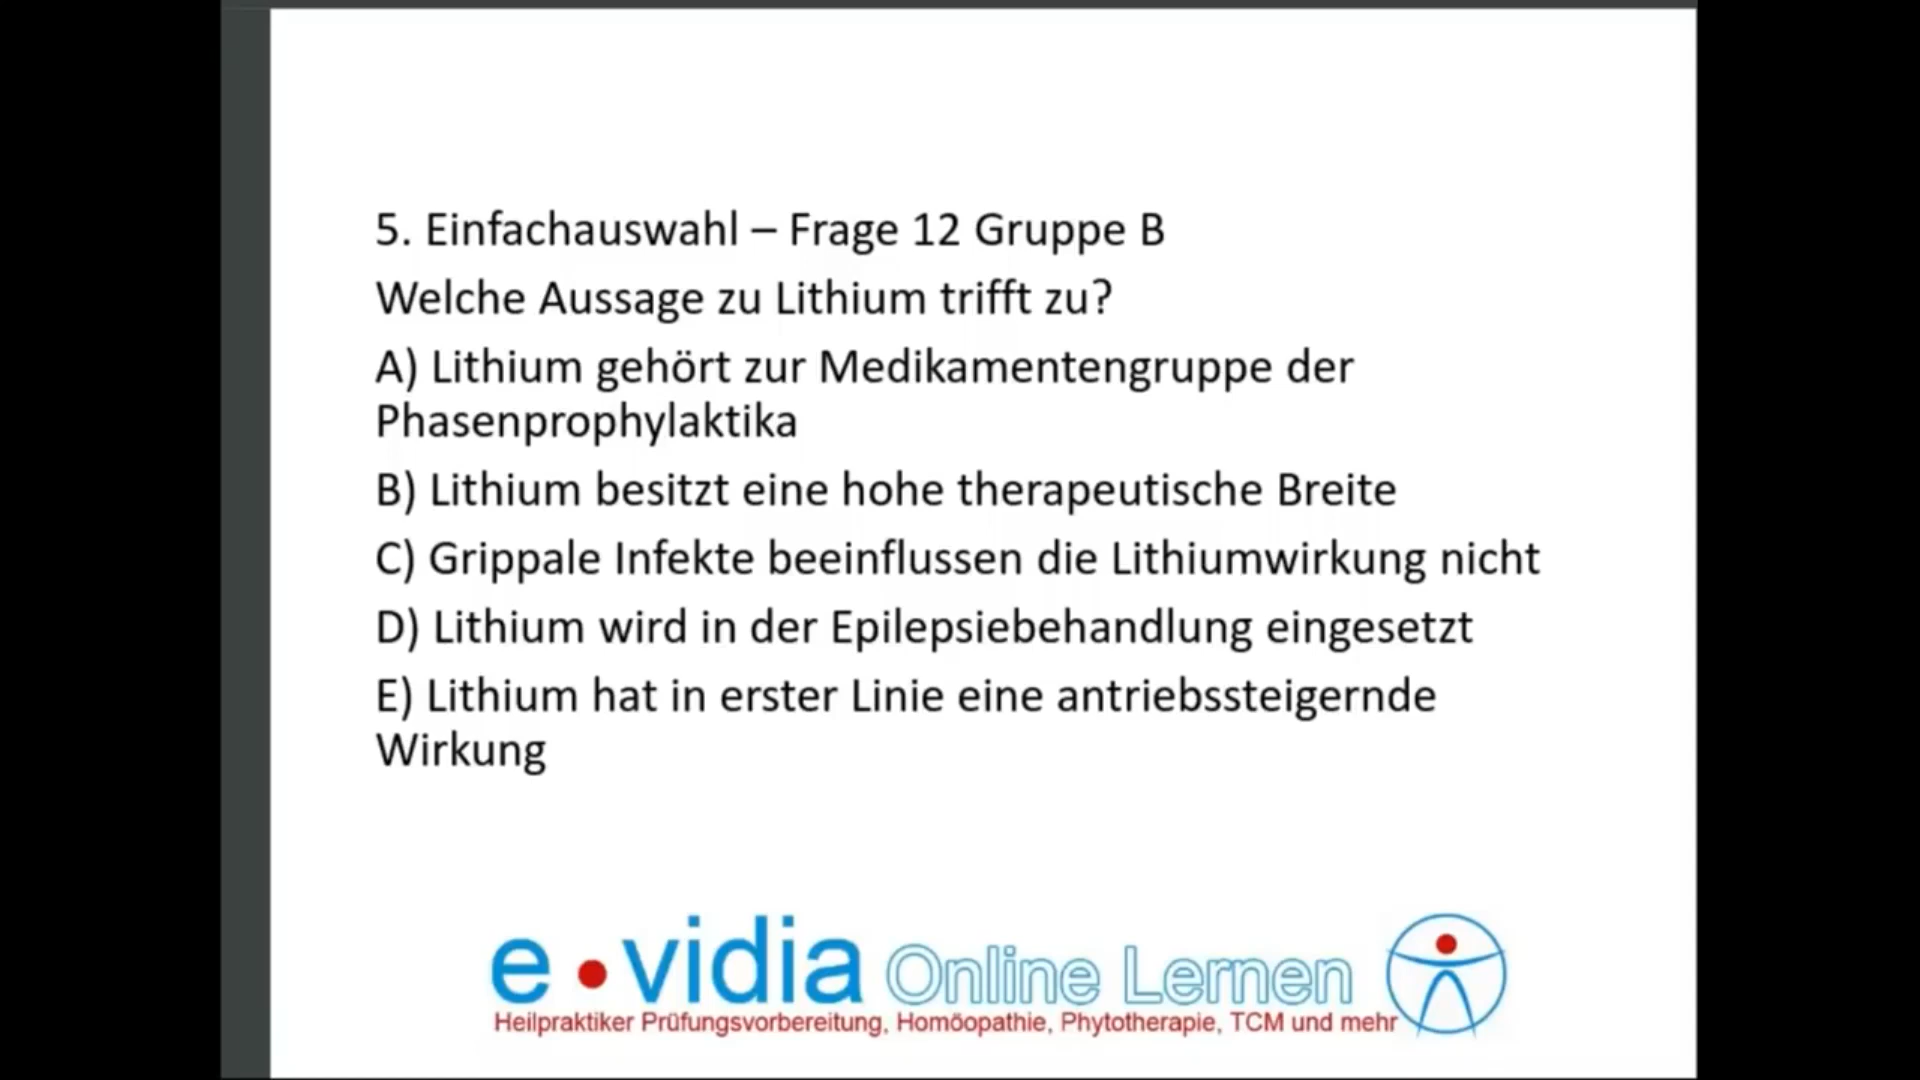 5. Einfachauswahl – Frage 12 Gruppe B
Welche Aussage zu Lithium trifft zu?
A) Lithium gehört zur Medikamentengruppe der
Phasenprophylaktika
B) Lithium besitzt eine hohe therapeutische Breite
C) Grippale Infekte beeinflussen die Lithiumwirkung nicht
D) Lithium wird in der Epilepsiebehandlung eingesetzt
E) Lithium hat in erster Linie eine antriebssteigernde
Wirkung
e•vidia Online Lernen
Heilpraktiker Prüfungsvorbereitung, Homöopathie, Phytotherapie, TCM und mehr